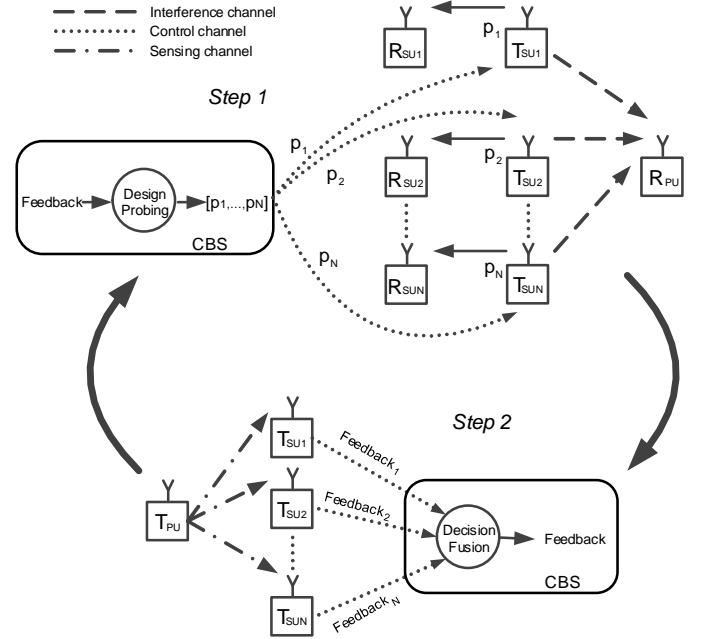 Interference channel
Control channel
Sensing channel
Step 1
p1
RSU1
TSU1
p1
p2
RSU2
p2
TSU2
RPU
Feedback
Design
Probing
[p1,...,pN]
CBS
pN
RSUN
pN
TSUN
Step 2
TSU1
Feedback1
TPU
TSU2
Feedback2
Decision
Fusion
Feedback
CBS
TSUN
FeedbackN